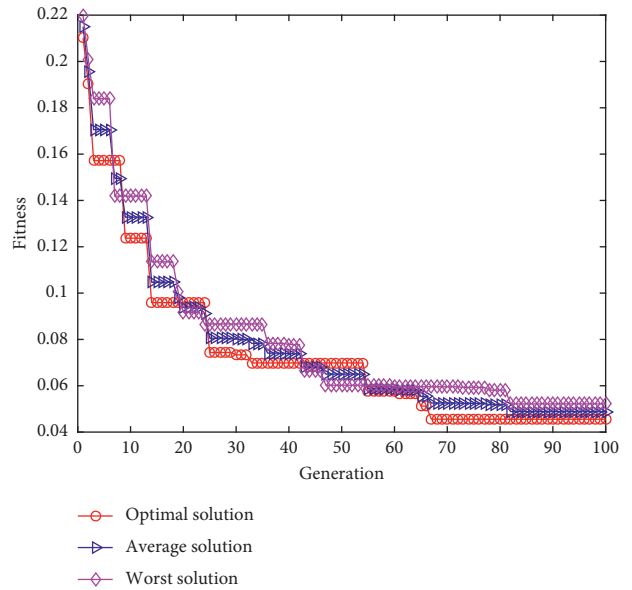 0.22
0.2
0.18
0.16
0.14
0.12
0.1
0.08
0.06
0.04
Fitness
0 10 20 30 40 50 60 70 80 90 100
Generation
Optimal solution
Average solution
Worst solution